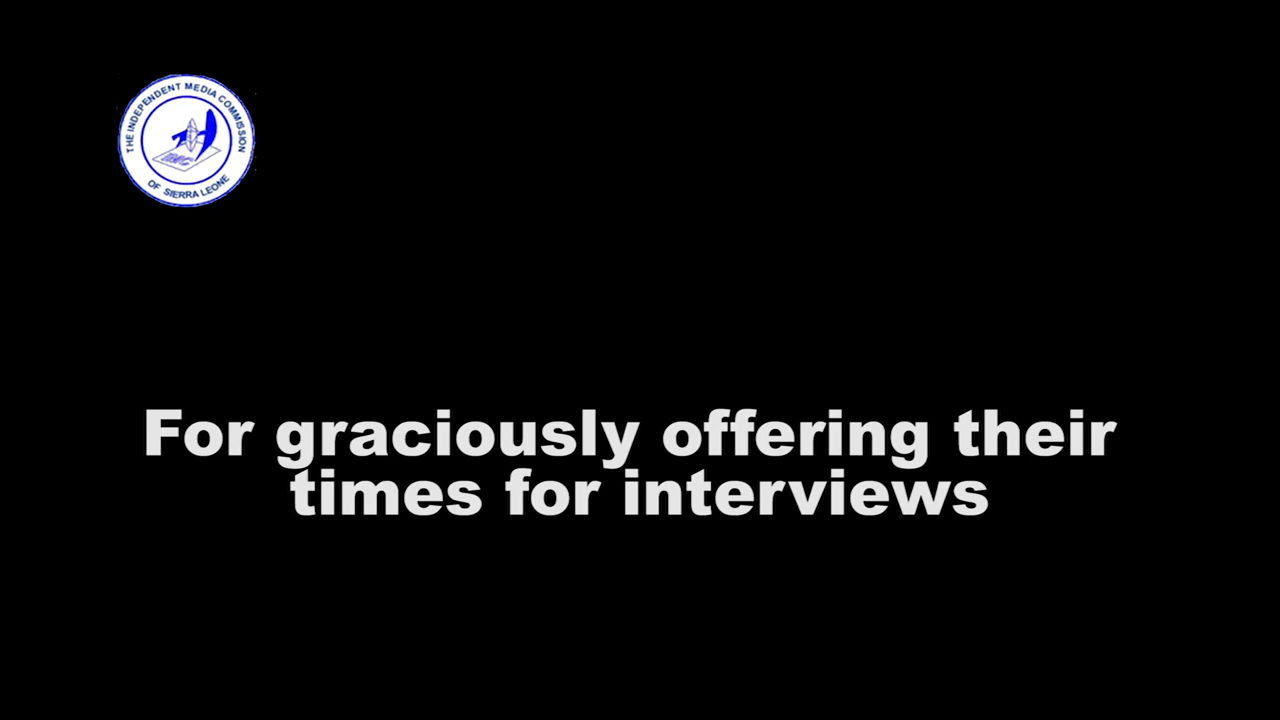 THE INDEPENDENT MEDIA COMMISSION
OF SIERRA LEONE
For graciously offering their
times for interviews